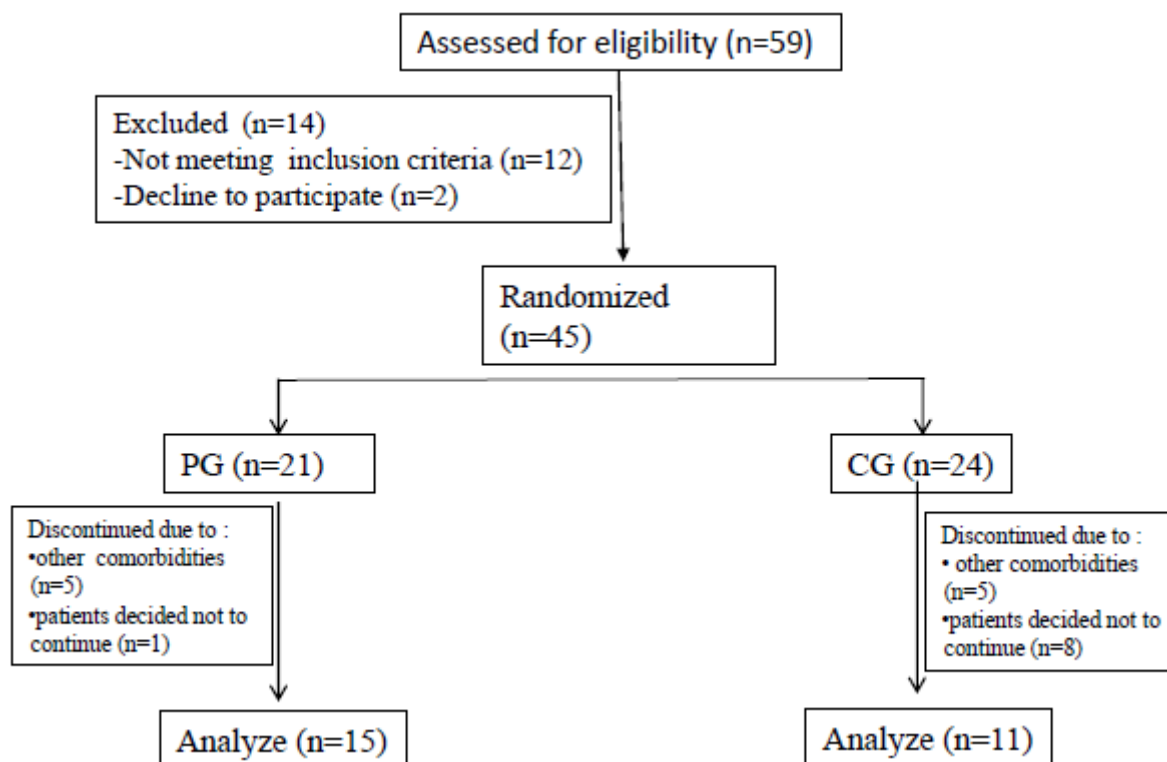 Assessed for eligibility (n=59)
Excluded (n=14)
-Not meeting inclusion criteria (n=12)
-Decline to participate (n=2)
Randomized
(n=45)
PG (n=21)
CG (n=24)
Discontinued due to :
•other comorbidities
(n=5)
•patients decided not to
continue (n=1)
Discontinued due to :
• other comorbidities
(n=5)
•patients decided not to
continue (n=8)
Analyze (n=15)
Analyze (n=11)